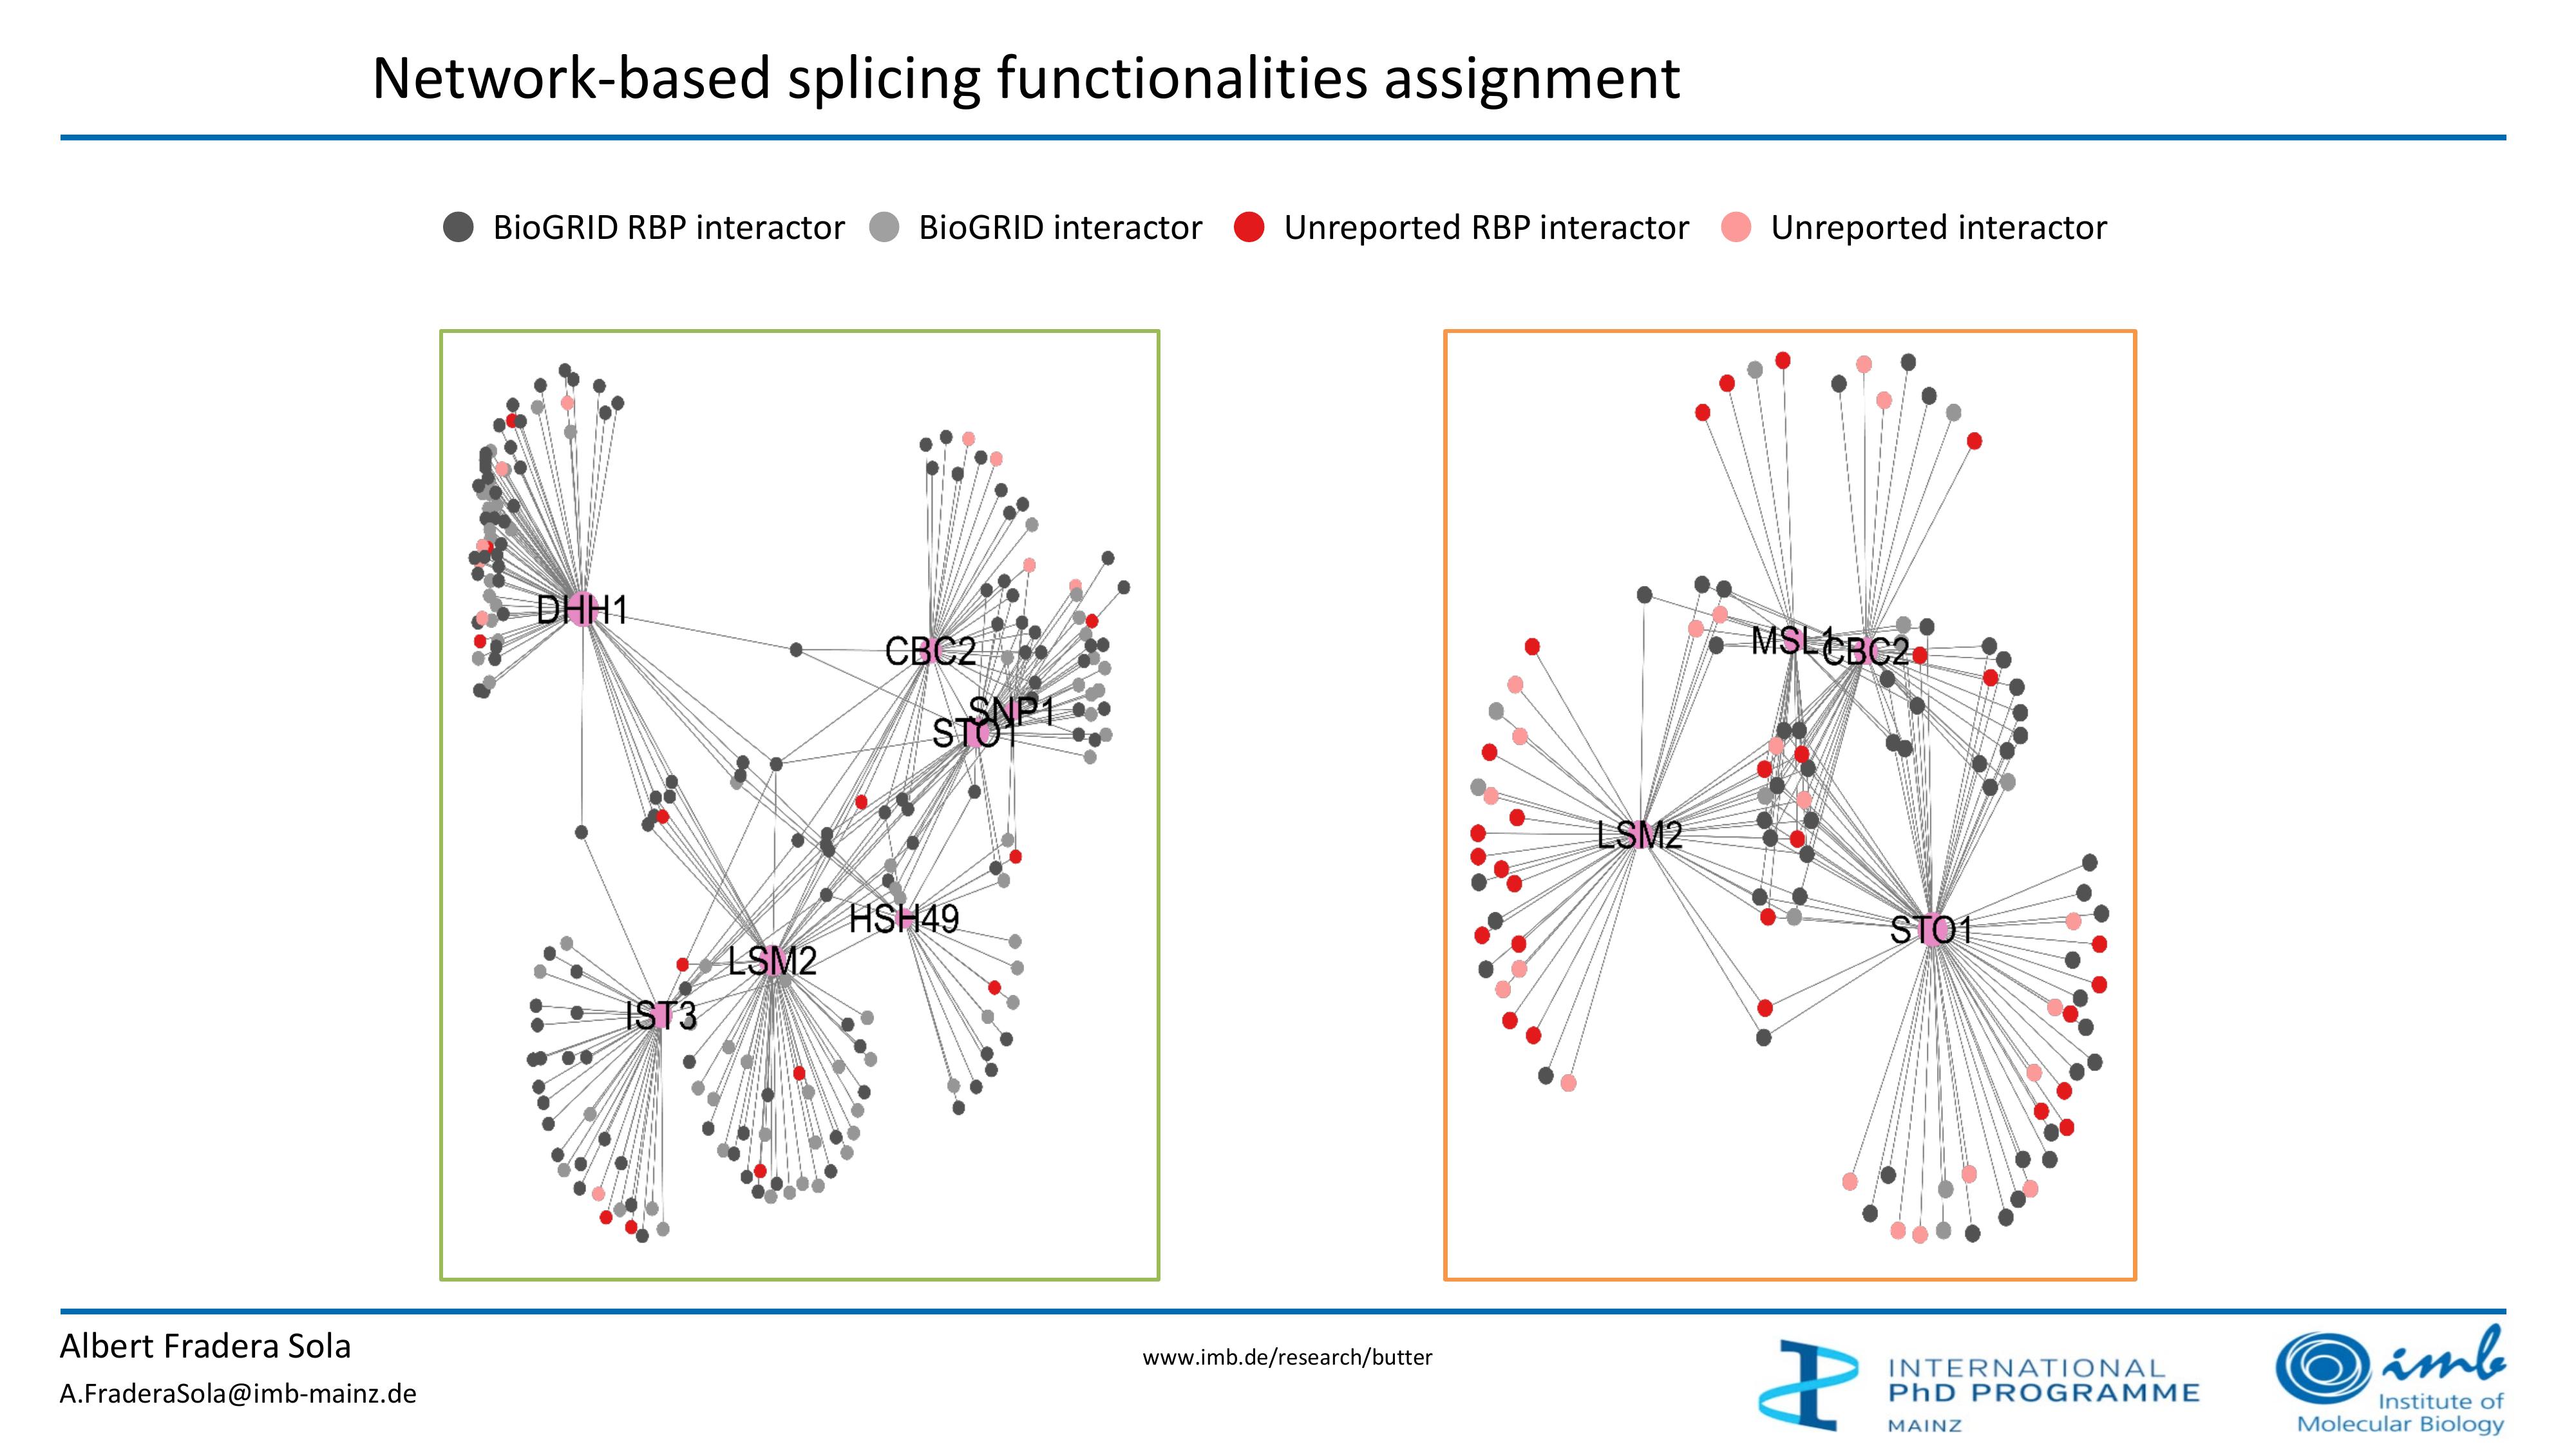 Network-based splicing functionalities assignment
BioGRID RBP interactor BioGRID interactor Unreported RBP interactor Unreported interactor
DHH1
CBC2
SNP1
STO1
HSH49
LSM2
IST3
MSL1
CBC2
LSM2
STO1
Albert Fradera Sola
A.FraderaSola@imb-mainz.de
www.imb.de/research/butter
INTERNATIONAL
PhD PROGRAMME
MAINZ
imb
Institute of
Molecular Biology